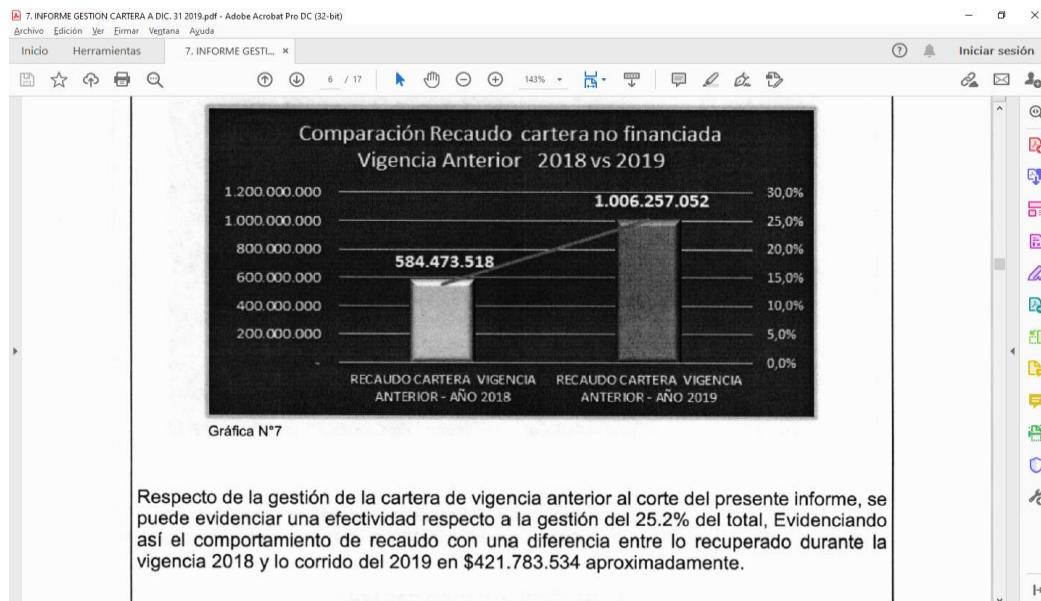 7. INFORME GESTION CARTERA A DIC. 31 2019.pdf - Adobe Acrobat Pro DC (32-bit)
Archivo Edición Ver Firmar Ventana Ayuda
Inicio Herramientas 7. INFORME GESTI... × Iniciar sesión
6 / 17 143%
Comparación Recaudo cartera no financiada
Vigencia Anterior 2018 vs 2019
1.200.000.000 30,0%
1.006.257.052
1.000.000.000 25,0%
800.000.000 20,0%
584.473.518
600.000.000 15,0%
400.000.000 10,0%
200.000.000 5,0%
- 0,0%
RECAUDO CARTERA VIGENCIA
ANTERIOR - AÑO 2018
RECAUDO CARTERA VIGENCIA
ANTERIOR - AÑO 2019
Gráfica N°7
Respecto de la gestión de la cartera de vigencia anterior al corte del presente informe, se
puede evidenciar una efectividad respecto a la gestión del 25.2% del total, Evidenciando
así el comportamiento de recaudo con una diferencia entre lo recuperado durante la
vigencia 2018 y lo corrido del 2019 en $421.783.534 aproximadamente.